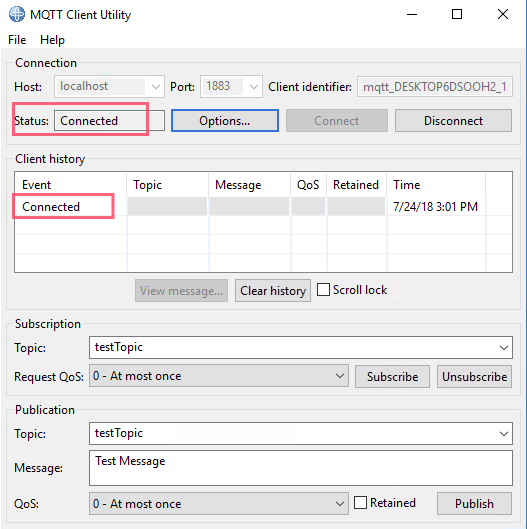 MQTT Client Utility
File Help
Connection
Host: localhost Port: 1883 Client identifier: mqtt_DESKTOP6DSOOH2_1
Status: Connected Options... Connect Disconnect
Client history
Event Topic Message QoS Retained Time
Connected 7/24/18 3:01 PM
View message... Clear history Scroll lock
Subscription
Topic: testTopic
Request QoS: 0 - At most once Subscribe Unsubscribe
Publication
Topic: testTopic
Message: Test Message
QoS: 0 - At most once Retained Publish